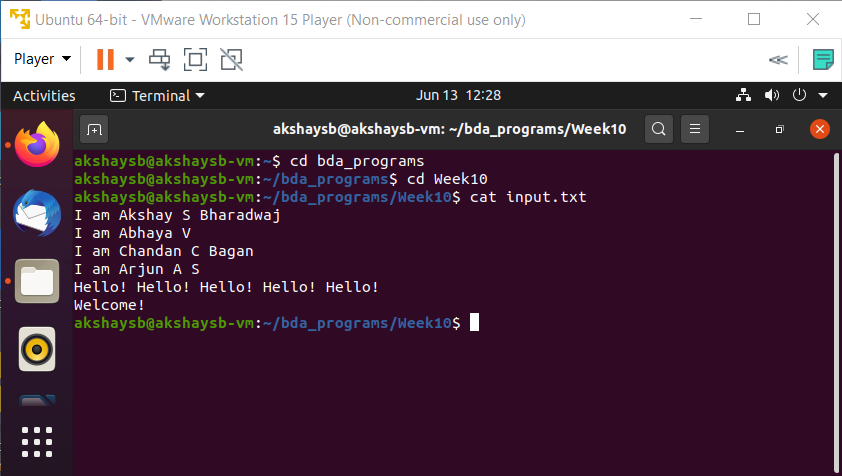 Ubuntu 64-bit - VMware Workstation 15 Player (Non-commercial use only)
Player
Activities Terminal Jun 13 12:28
akshaysb@akshaysb-vm: ~/bda_programs/Week10
akshaysb@akshaysb-vm:~$ cd bda_programs
akshaysb@akshaysb-vm:~/bda_programs$ cd Week10
akshaysb@akshaysb-vm:~/bda_programs/Week10$ cat input.txt
I am Akshay S Bharadwaj
I am Abhaya V
I am Chandan C Bagan
I am Arjun A S
Hello! Hello! Hello! Hello! Hello!
Welcome!
akshaysb@akshaysb-vm:~/bda_programs/Week10$